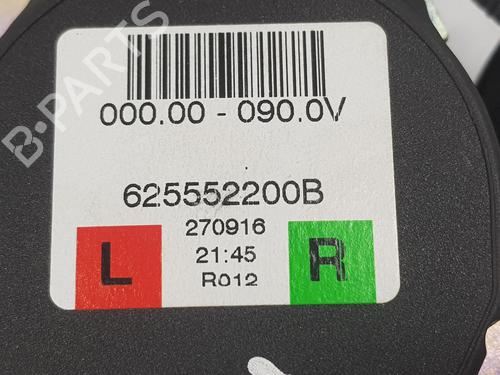 000.00 - 090.0V
625552200B
270916
21:45
R012
L
R
B-PARTS